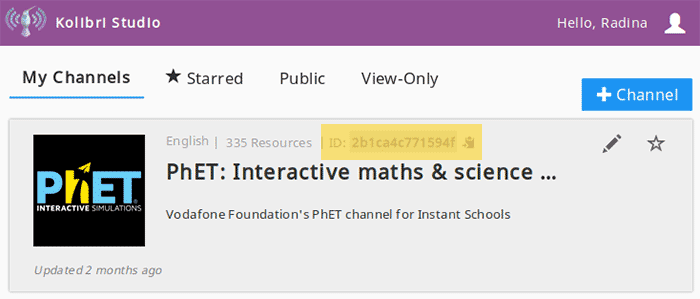 Kolibri Studio
Hello, Radina
My Channels
★ Starred
Public
View-Only
+ Channel
English | 335 Resources | ID: 2b1ca4c771594f
PhET: Interactive maths & science ...
PhET
INTERACTIVE SIMULATIONS
Vodafone Foundation's PhET channel for Instant Schools
Updated 2 months ago